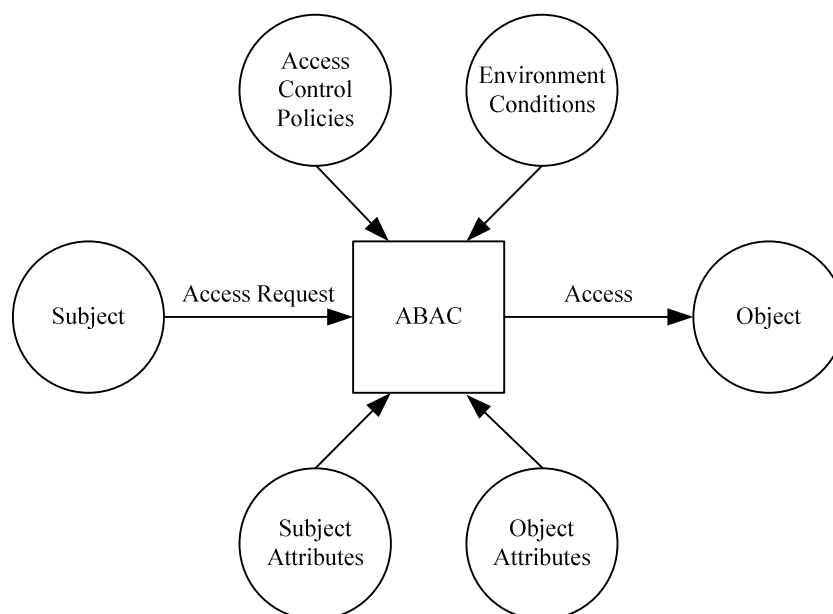 Access
Control
Policies
Environment
Conditions
Subject
Access Request
ABAC
Access
Object
Subject
Attributes
Object
Attributes